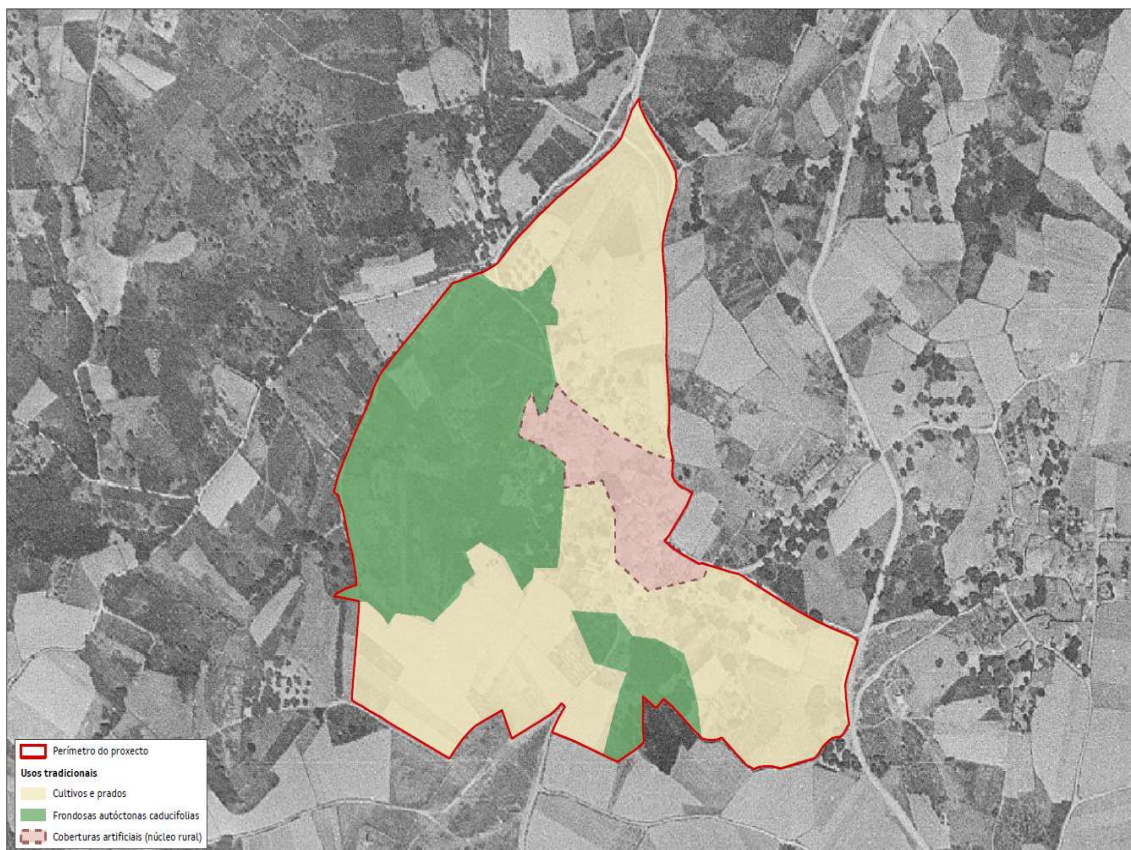 Perímetro do proxecto
Usos tradicionais
Cultivos e prados
Frondosas autóctonas caducifolias
Coberturas artificiais (núcleo rural)